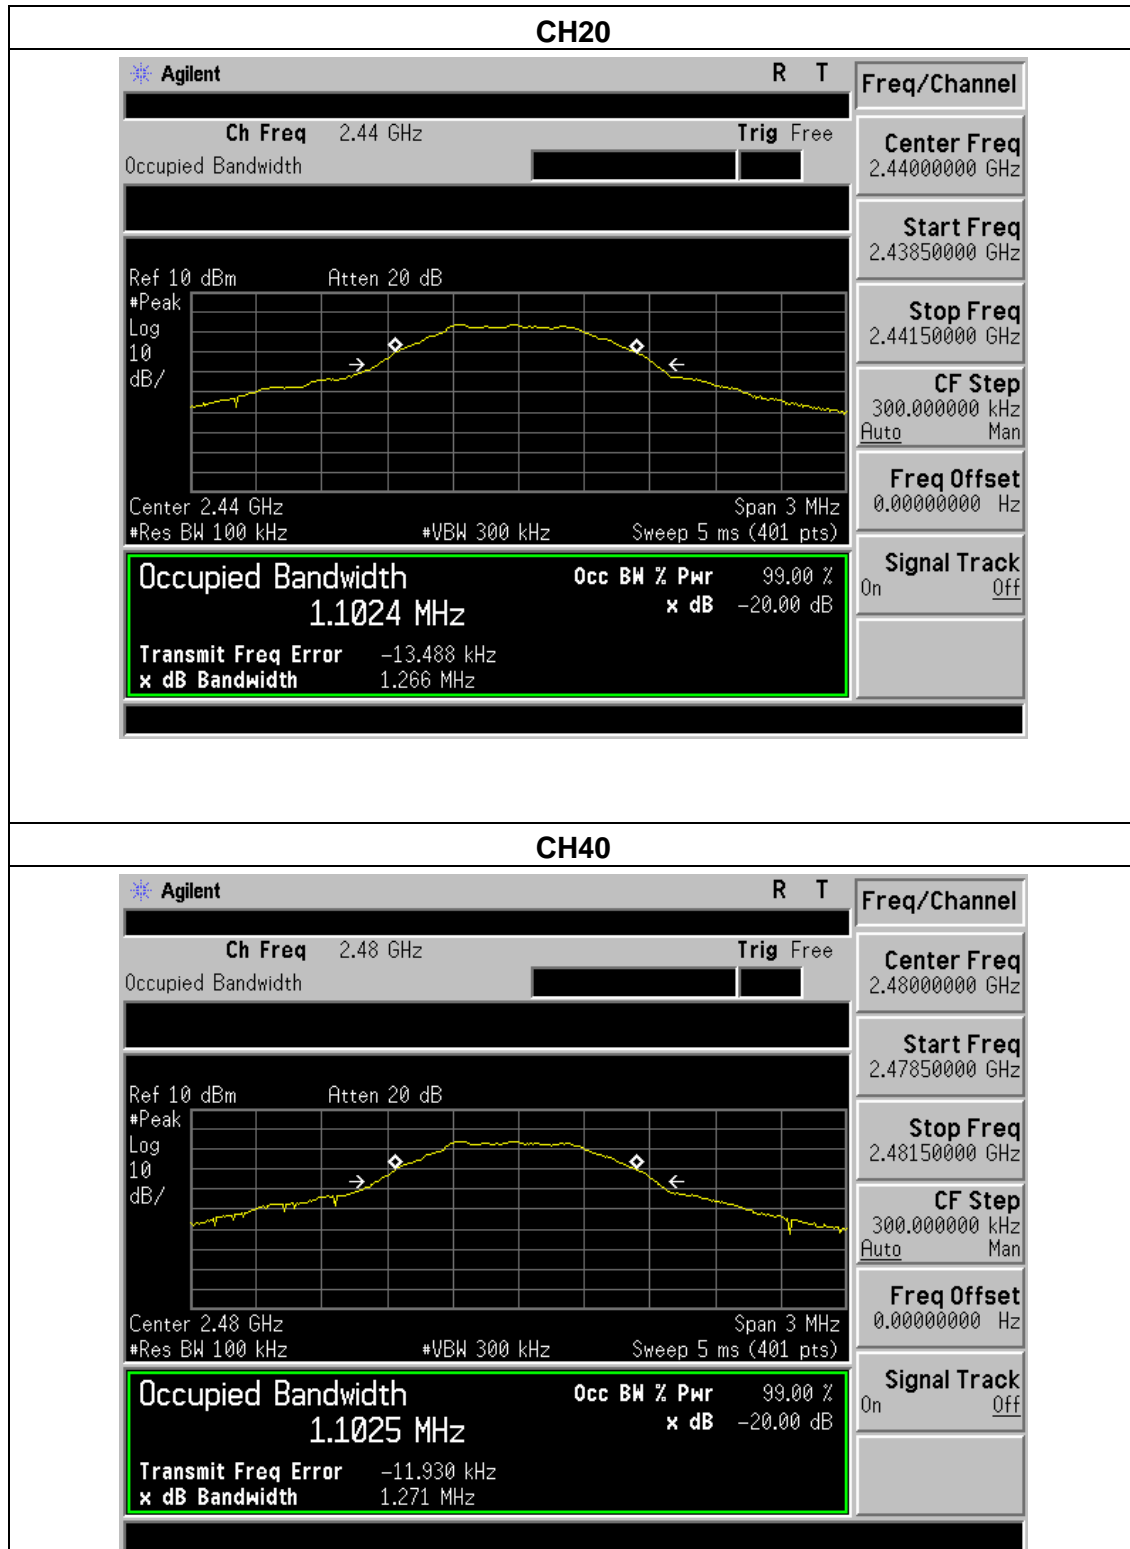 CH20
Agilent R T
Freq/Channel
Ch Freq 2.44 GHz Trig Free
Occupied Bandwidth
Center Freq
2.44000000 GHz
Start Freq
2.43850000 GHz
Ref 10 dBm Atten 20 dB
#Peak
Log
10
dB/
Stop Freq
2.44150000 GHz
CF Step
300.000000 kHz
Auto Man
Freq Offset
0.00000000 Hz
Center 2.44 GHz Span 3 MHz
#Res BW 100 kHz #VBW 300 kHz Sweep 5 ms (401 pts)
Signal Track
On Off
Occupied Bandwidth Occ BW % Pwr 99.00 %
1.1024 MHz x dB -20.00 dB
Transmit Freq Error -13.488 kHz
x dB Bandwidth 1.266 MHz
CH40
Agilent R T
Freq/Channel
Ch Freq 2.48 GHz Trig Free
Occupied Bandwidth
Center Freq
2.48000000 GHz
Start Freq
2.47850000 GHz
Ref 10 dBm Atten 20 dB
#Peak
Log
10
dB/
Stop Freq
2.48150000 GHz
CF Step
300.000000 kHz
Auto Man
Freq Offset
0.00000000 Hz
Center 2.48 GHz Span 3 MHz
#Res BW 100 kHz #VBW 300 kHz Sweep 5 ms (401 pts)
Signal Track
On Off
Occupied Bandwidth Occ BW % Pwr 99.00 %
1.1025 MHz x dB -20.00 dB
Transmit Freq Error -11.930 kHz
x dB Bandwidth 1.271 MHz